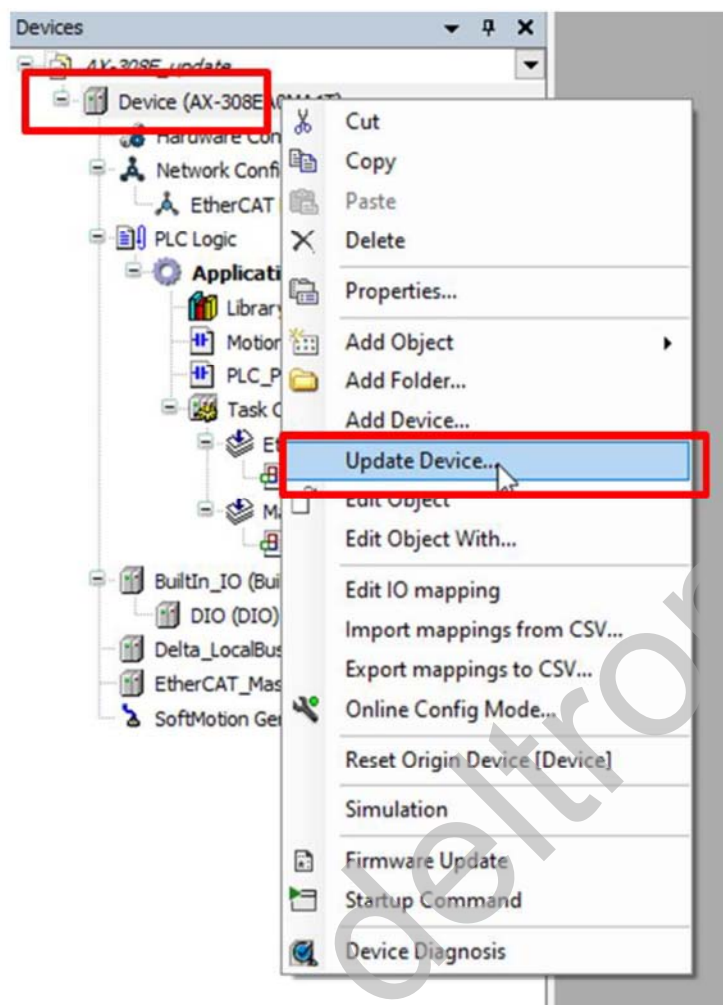 Devices
AX-308E_update
Device (AX-308E
Hardware Con
Network Confi
EtherCAT
PLC Logic
Applicati
Library
Motion
PLC_P
Task C
Et
Ma
BuiltIn_IO (Bui
DIO (DIO)
Delta_LocalBus
EtherCAT_Mas
SoftMotion Ge
Cut
Copy
Paste
Delete
Properties...
Add Object
Add Folder...
Add Device...
Update Device...
Edit Object
Edit Object With...
Edit IO mapping
Import mappings from CSV...
Export mappings to CSV...
Online Config Mode...
Reset Origin Device [Device]
Simulation
Firmware Update
Startup Command
Device Diagnosis
deltron